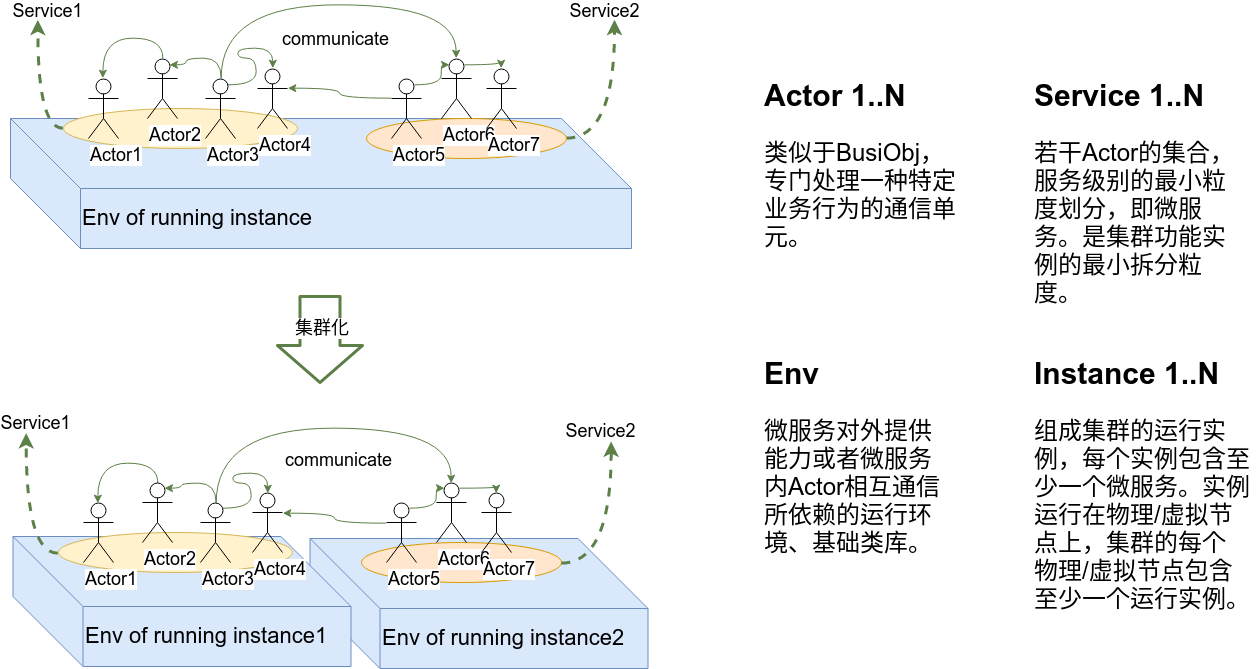 Service1
Service2
communicate
Actor1
Actor2
Actor3
Actor4
Actor5
Actor6
Actor7
Env of running instance
集群化
Service1
Service2
communicate
Actor1
Actor2
Actor3
Actor4
Actor5
Actor6
Actor7
Env of running instance1
Env of running instance2
Actor 1..N
类似于BusiObj，
专门处理一种特定
业务行为的通信单
元。
Service 1..N
若干Actor的集合，
服务级别的最小粒
度划分，即微服
务。是集群功能实
例的最小拆分粒
度。
Env
微服务对外提供
能力或者微服务
内Actor相互通信
所依赖的运行环
境、基础类库。
Instance 1..N
组成集群的运行实
例，每个实例包含至
少一个微服务。实例
运行在物理/虚拟节
点上，集群的每个
物理/虚拟节点包含
至少一个运行实例。